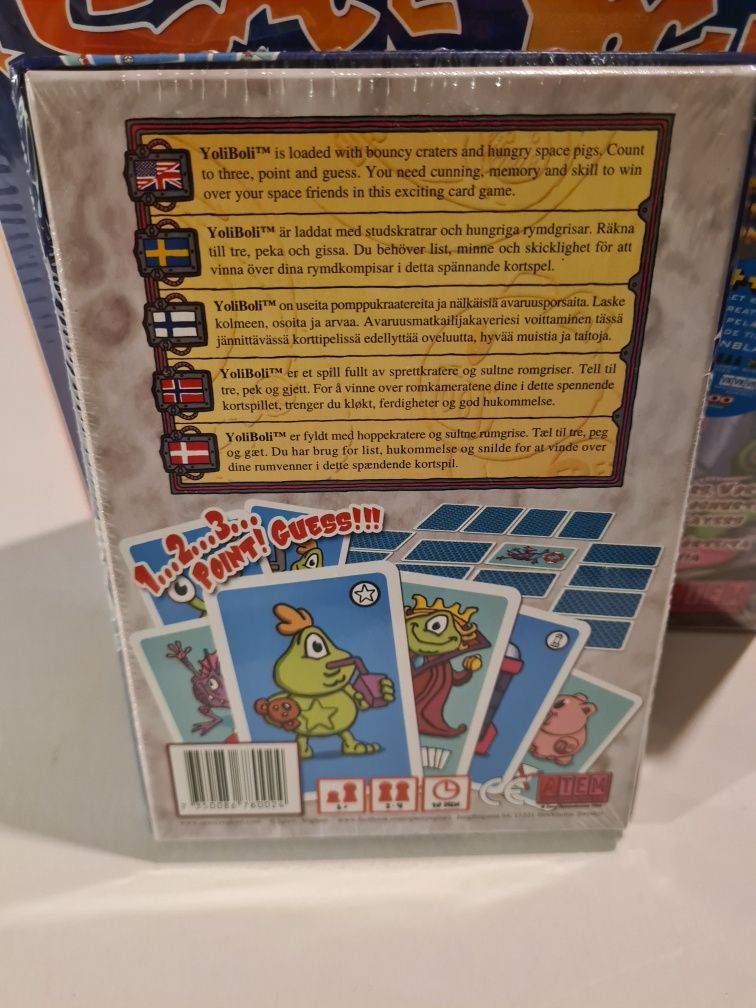 YoliBoli™ is loaded with bouncy craters and hungry space pigs. Count
to three, point and guess. You need cunning, memory and skill to win
over your space friends in this exciting card game.
YoliBoli™ är laddat med studskratrar och hungriga rymdgrisar. Räkna
till tre, peka och gissa. Du behöver list, minne och skicklighet för att
vinna över dina rymdkompisar i detta spännande kortspel.
YoliBoli™ on useita pomppukraatereita ja nälkäisiä avaruusporsaita. Laske
kolmeen, osoita ja arvaa. Avaruusmatkailijakaveriesi voittaminen tässä
jännittävässä korttipelissä edellyttää oveluutta, hyvää muistia ja taitoja.
YoliBoli™ er et spill fullt av sprettkratere og sultne romgriser. Tell til
tre, pek og gjett. For å vinne over romkameratene dine i dette spennende
kortspillet, trenger du kløkt, ferdigheter og god hukommelse.
YoliBoli™ er fyldt med hoppekratere og sultne rumgrise. Tæl til tre, peg
og gæt. Du har brug for list, hukommelse og snilde for at vinde over
dine rumvenner i dette spændende kortspil.
1...2...3...
POINT! GUESS!!!
7 350086 760024
CE
ATEM